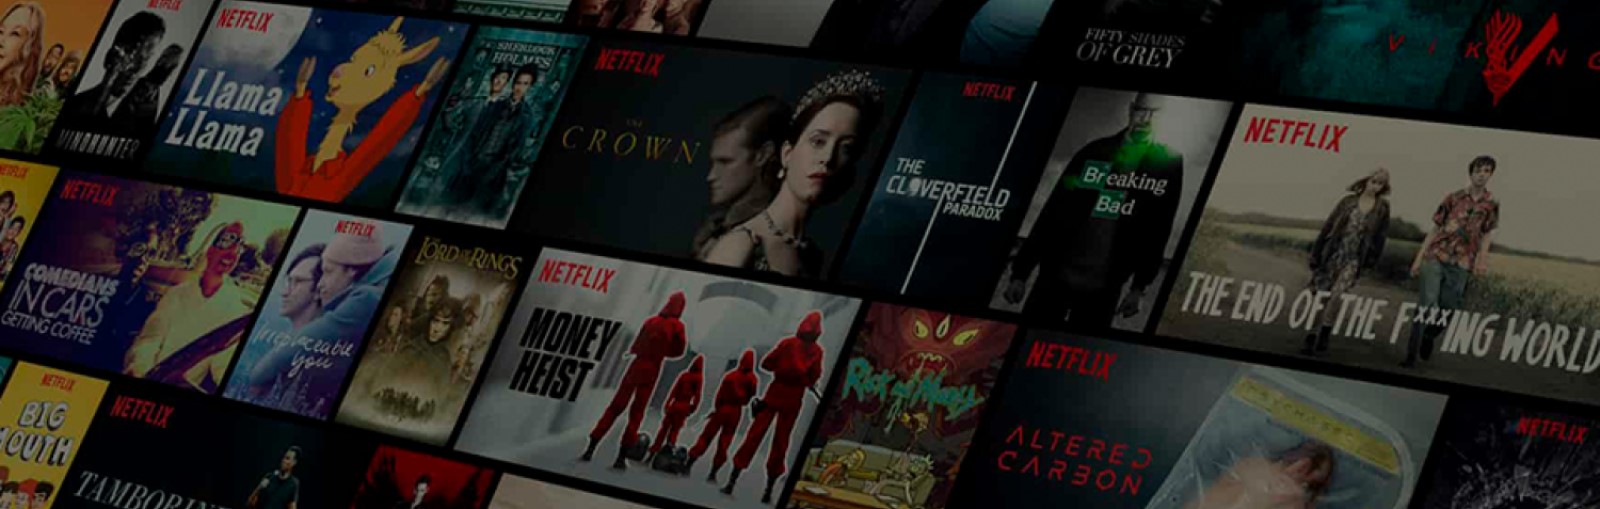 NETFLIX
FIFTY SHADES
OF GREY
VIKING
NETFLIX
Llama
Llama
SHERLOCK
HOLMES
NETFLIX
THE
CROWN
NETFLIX
THE
CLOVERFIELD
PARADOX
Breaking
Bad
NETFLIX
THE END OF THE F***ING WORLD
MINDHUNTER
NETFLIX
NETFLIX
COMEDIANS
IN CARS
GETTING COFFEE
NETFLIX
Irreplaceable
you
LORD OF THE RINGS
NETFLIX
MONEY
HEIST
Rick and Morty
NETFLIX
ALTERED
CARBON
NETFLIX
NETFLIX
BIG
MOUTH
NETFLIX
TAMBORINE